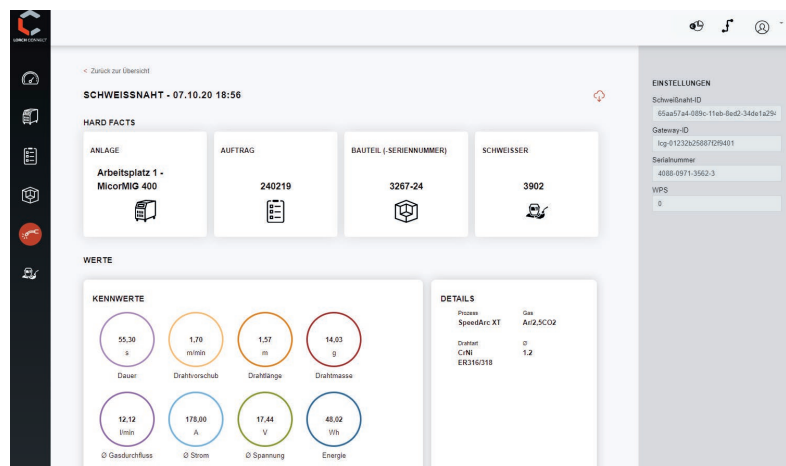 LORCH CONNECT
< Zurück zur Übersicht
SCHWEISSNAHT - 07.10.20 18:56
HARD FACTS
ANLAGE
Arbeitsplatz 1 -
MicorMIG 400
AUFTRAG
240219
BAUTEIL (-SERIENNUMMER)
3267-24
SCHWEISSER
3902
WERTE
KENNWERTE
55,30
s
Dauer
1,70
m/min
Drahtvorschub
1,57
m
Drahtlänge
14,03
g
Drahtmasse
12,12
l/min
Ø Gasdurchfluss
178,00
A
Ø Strom
17,44
V
Ø Spannung
48,02
Wh
Energie
DETAILS
Prozess
SpeedArc XT
Gas
Ar/2,5CO2
Drahtart
CrNi
ER316/318
Ø
1.2
EINSTELLUNGEN
Schweißnaht-ID
65aa57a4-089c-11eb-8ed2-34de1a294
Gateway-ID
Serialnummer
4088-0971-3562-3
WPS
0